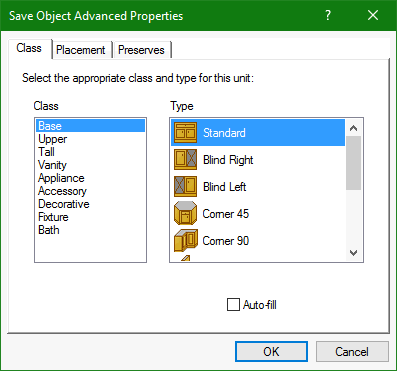 Save Object Advanced Properties
Class Placement Preserves
Select the appropriate class and type for this unit:
Class Type
Base
Upper
Tall
Vanity
Appliance
Accessory
Decorative
Fixture
Bath
Standard
Blind Right
Blind Left
Corner 45
Corner 90
Auto-fill
OK Cancel